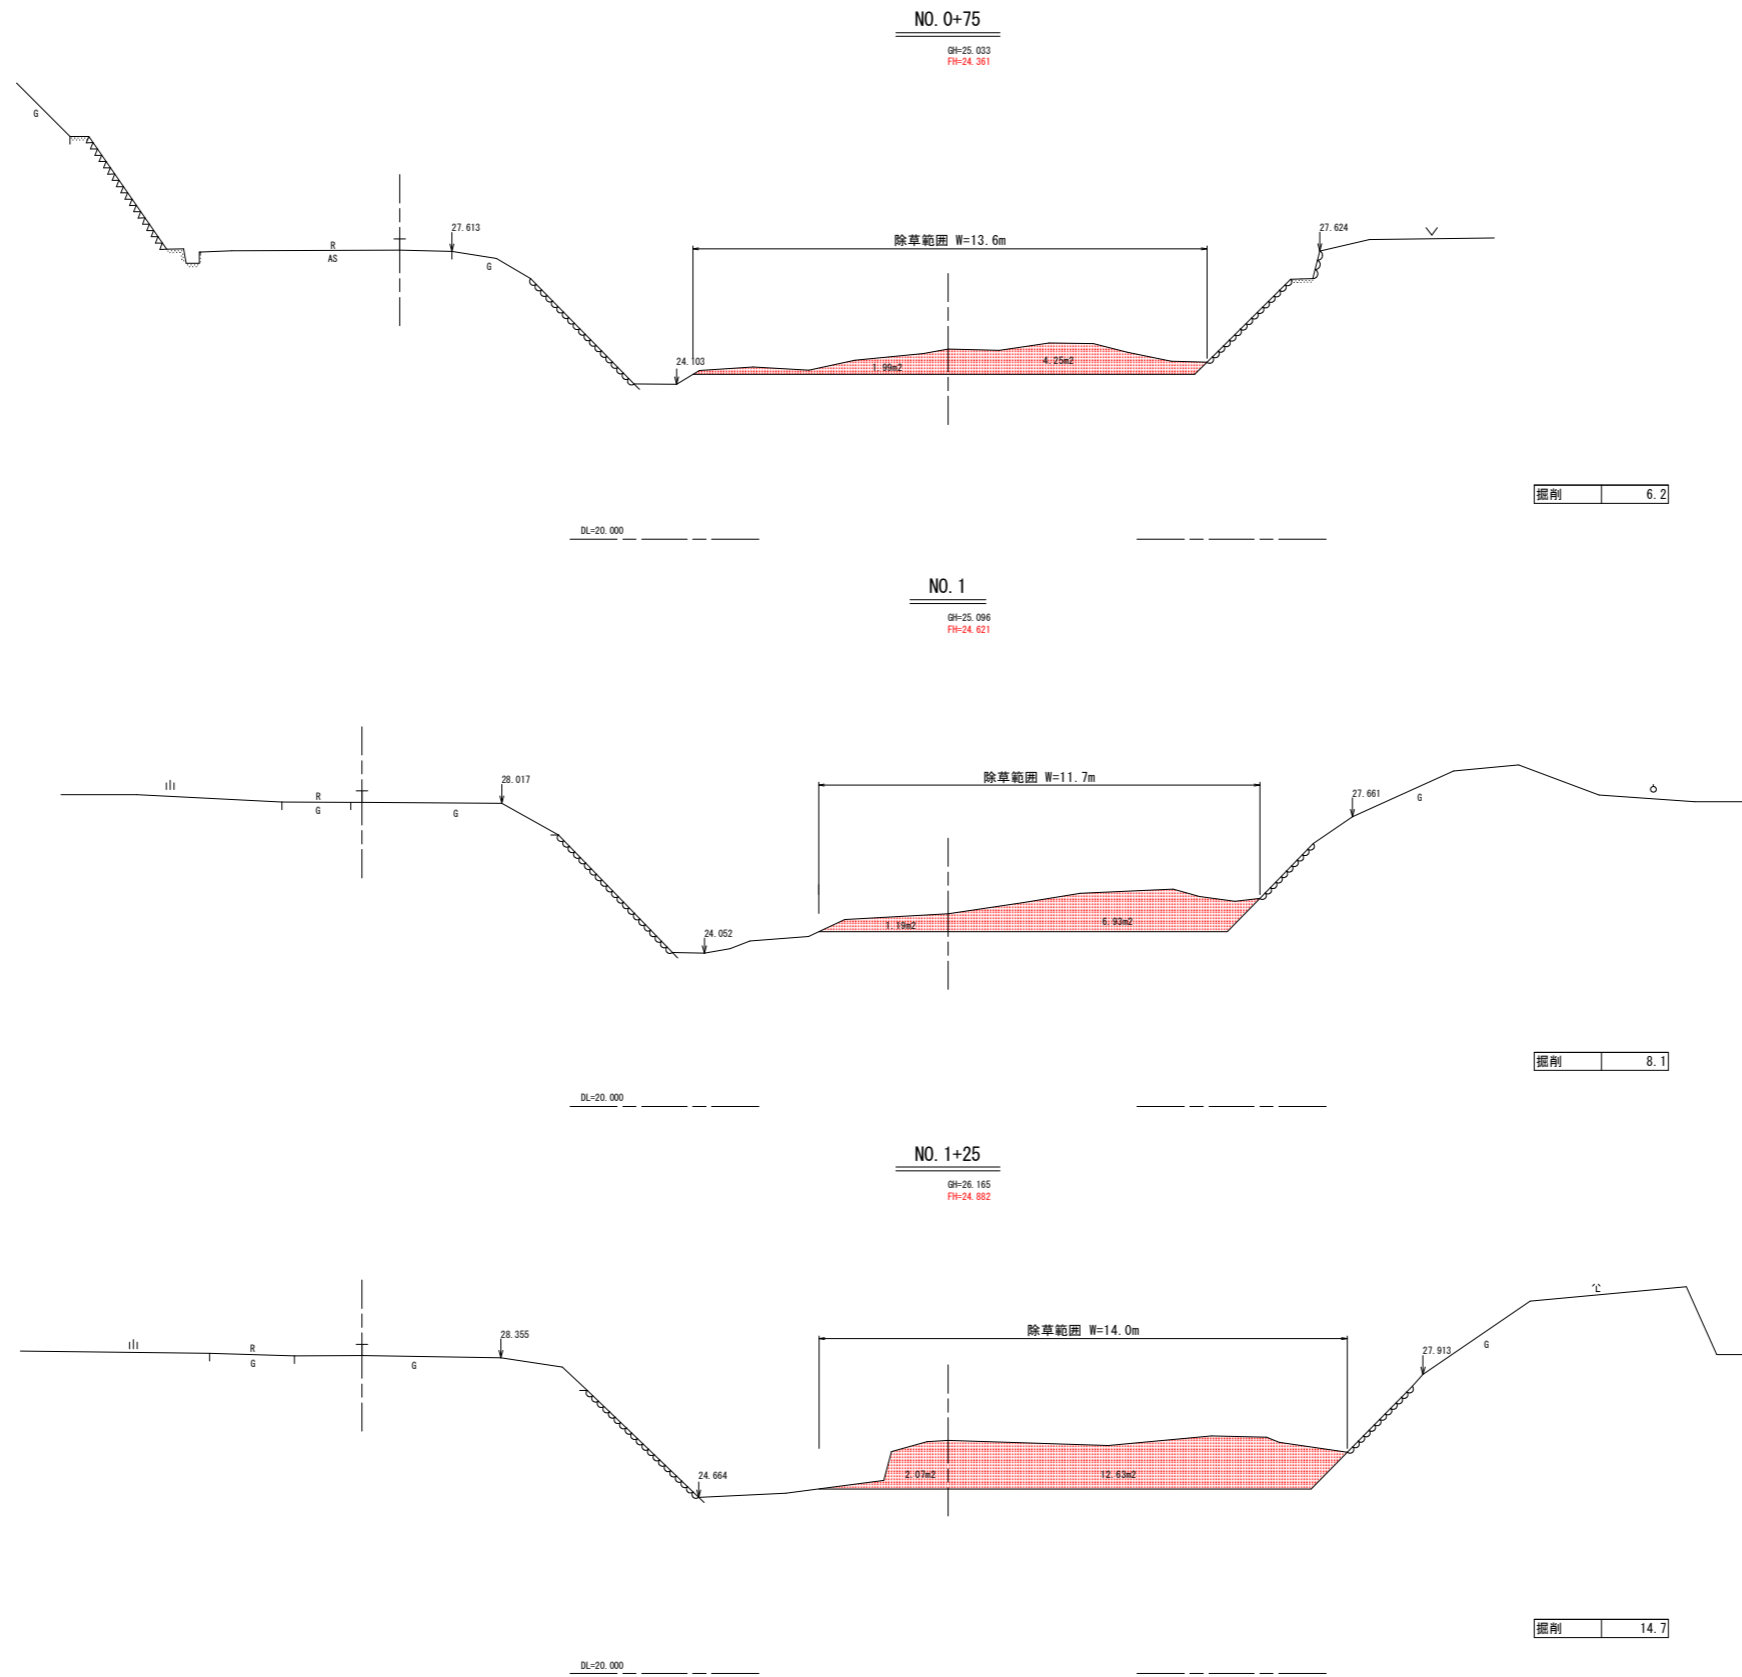 NO. 0+75
GH=25.033
FH=24.361
G
27.613
27.624
R
AS
G
除草範囲 W=13.6m
24.103
1.99m2
4.25m2
掘削 6.2
DL=20.000
NO. 1
GH=25.096
FH=24.621
28.017
除草範囲 W=11.7m
27.661
R
G
G
G
1.19m2
6.93m2
24.052
掘削 8.1
DL=20.000
NO. 1+25
GH=26.165
FH=24.882
28.355
除草範囲 W=14.0m
27.913
R
G
G
G
24.664
2.07m2
12.63m2
掘削 14.7
DL=20.000